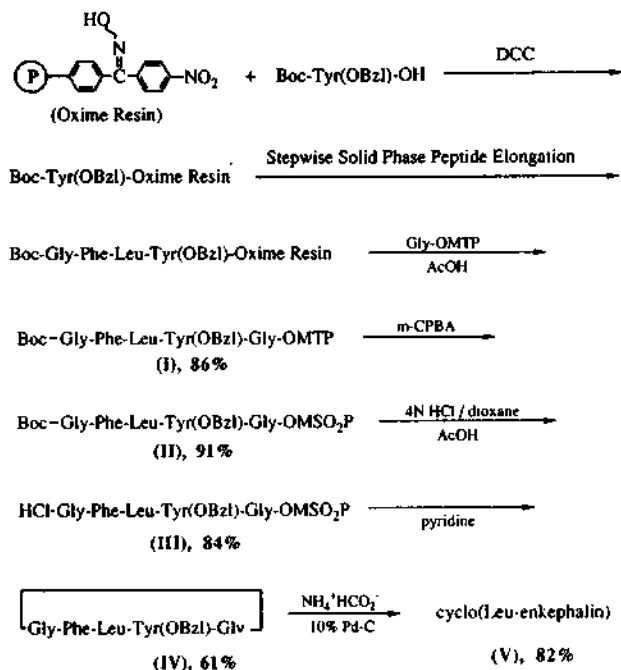 HO
N
P
C
NO₂
+
Boc-Tyr(OBzl)-OH
DCC
(Oxime Resin)
Boc-Tyr(OBzl)-Oxime Resin
Stepwise Solid Phase Peptide Elongation
Boc-Gly-Phe-Leu-Tyr(OBzl)-Oxime Resin
Gly-OMTP
AcOH
Boc-Gly-Phe-Leu-Tyr(OBzl)-Gly-OMTP
m-CPBA
(I), 86%
Boc-Gly-Phe-Leu-Tyr(OBzl)-Gly-OMSO₂P
4N HCl / dioxane
AcOH
(II), 91%
HCl-Gly-Phe-Leu-Tyr(OBzl)-Gly-OMSO₂P
pyridine
(III), 84%
Gly-Phe-Leu-Tyr(OBzl)-Gly
NH₄⁺HCO₂⁻
10% Pd-C
cyclo(Leu-enkephalin)
(IV), 61%
(V), 82%